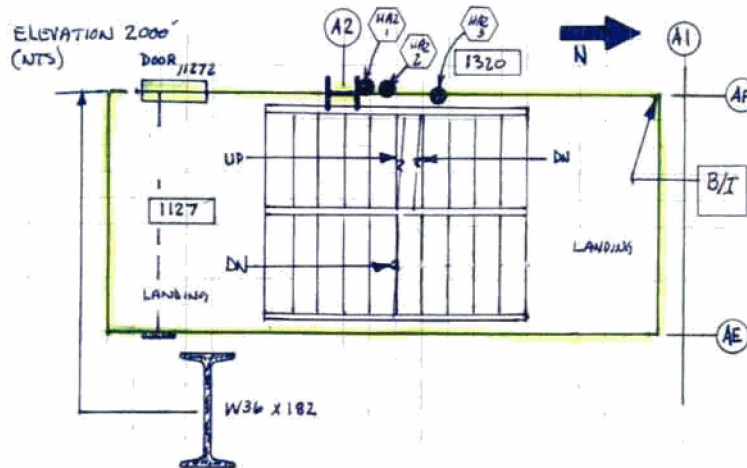 ELEVATION 2000'
(NTS)
DOOR 11272
A2
HA2
1
HA2
2
HA2
3
1320
N
A1
AF
UP
DN
B/I
1127
LANDING
DN
LANDING
AE
W36 X 182